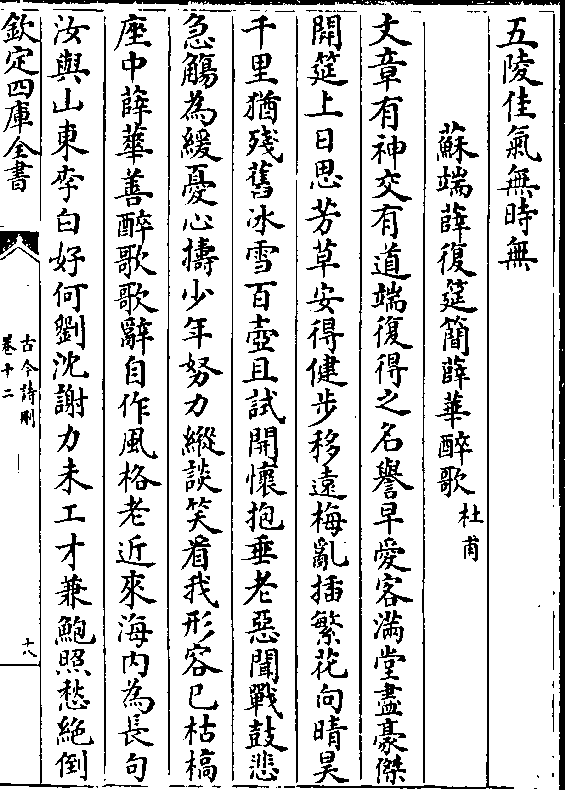 五陵佳氣無時無
蘇端薛復筵簡薛華醉歌 杜甫
文章有神交有道端復得之名譽早愛客滿堂盡豪傑
開筵上日思芳草安得健步移遠梅亂插繁花向晴昊
千里猶殘舊冰雪百壺且試開懷抱垂老惡聞戰鼓悲
急觴為緩憂心擣少年努力縱談笑看我形容已枯槁
座中薛華善醉歌歌辭自作風格老近來海内為長句
汝與山東李白好何劉沈謝力未工才兼鮑照愁絶倒
欽定四庫全書
古今詩刪
卷十二
十八